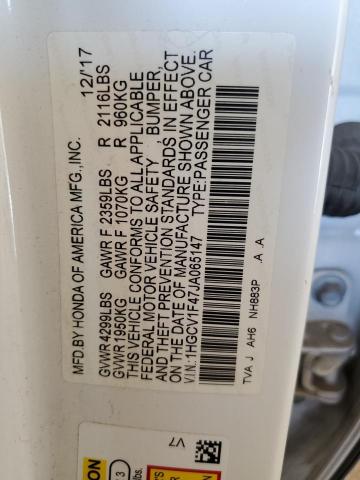 MFD.BY HONDA OF AMERICA MFG.,INC. 12/17
GVWR 4299LBS GAWR F 2359LBS R 2116LBS
GVWR 1950KG GAWR F 1070KG R 960KG
THIS VEHICLE CONFORMS TO ALL APPLICABLE
FEDERAL MOTOR VEHICLE SAFETY BUMPER,
AND THEFT PREVENTION STANDARDS IN EFFECT
ON THE DATE OF MANUFACTURE SHOWN ABOVE.
V.I.N.:1HGCV1F47JA065147 TYPE:PASSENGER CAR
TVA J AH6 NH883P .A .A
V7